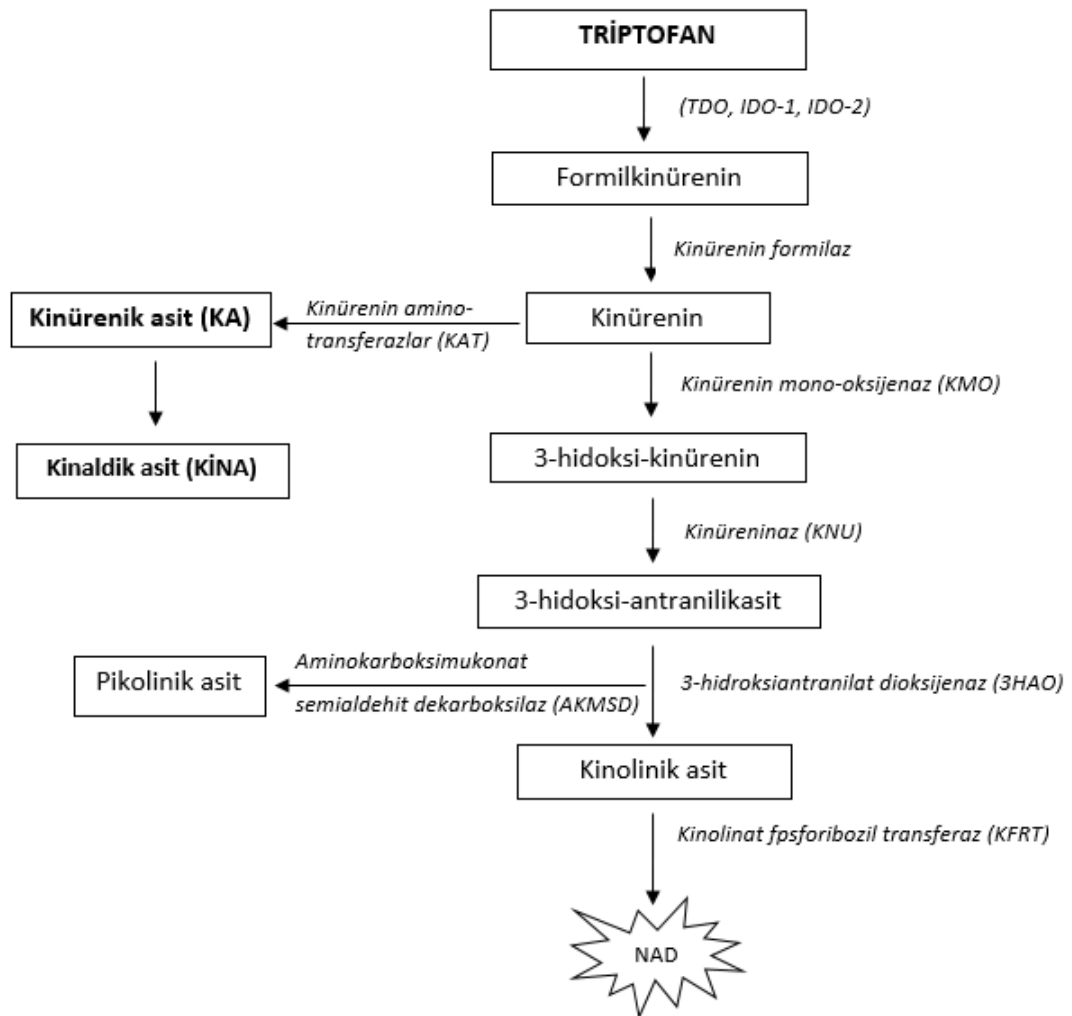 TRİPTOFAN
(TDO, IDO-1, IDO-2)
Formilkinürenin
Kinürenin formilaz
Kinürenik asit (KA)
Kinürenin amino-
transferazlar (KAT)
Kinürenin
Kinürenin mono-oksijenaz (KMO)
Kinaldik asit (KİNA)
3-hidoksi-kinürenin
Kinüreninaz (KNU)
3-hidoksi-antranilikasit
Pikolinik asit
Aminokarboksimukonat
semialdehit dekarboksilaz (AKMSD)
3-hidroksiantranilat dioksijenaz (3HAO)
Kinolinik asit
Kinolinat fpsforibozil transferaz (KFRT)
NAD